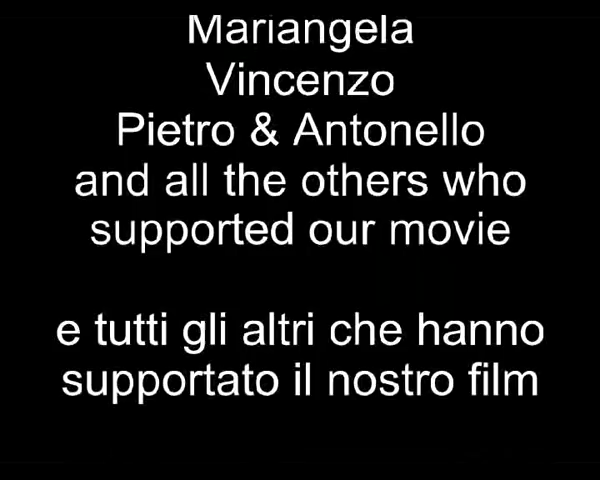 Mariangela
Vincenzo
Pietro & Antonello
and all the others who
supported our movie
e tutti gli altri che hanno
supportato il nostro film